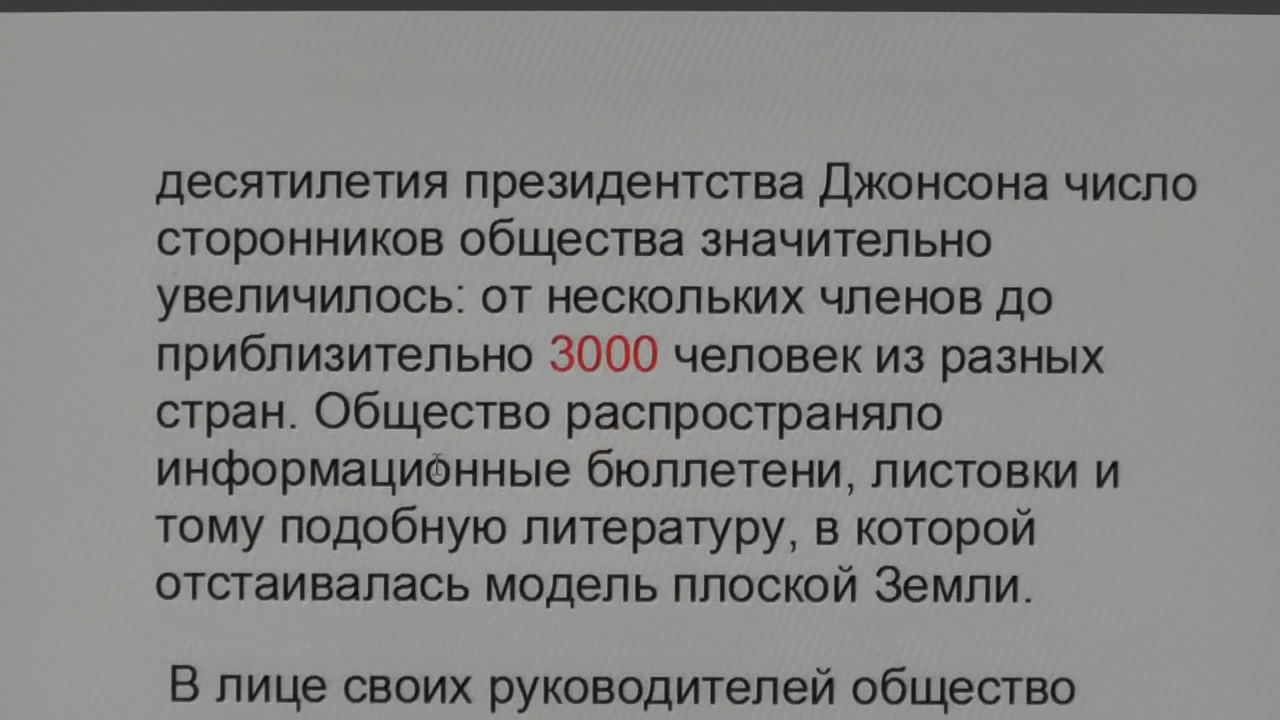 десятилетия президентства Джонсона число
сторонников общества значительно
увеличилось: от нескольких членов до
приблизительно 3000 человек из разных
стран. Общество распространяло
информационные бюллетени, листовки и
тому подобную литературу, в которой
отстаивалась модель плоской Земли.
В лице своих руководителей общество